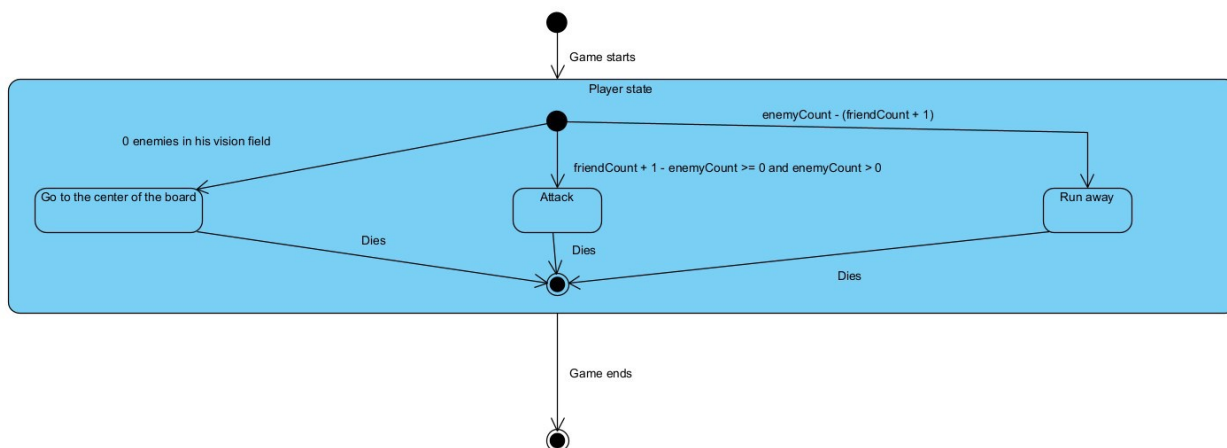 Game starts
Player state
enemyCount - (friendCount + 1)
0 enemies in his vision field
friendCount + 1 - enemyCount >= 0 and enemyCount > 0
Go to the center of the board
Attack
Run away
Dies
Dies
Dies
Game ends